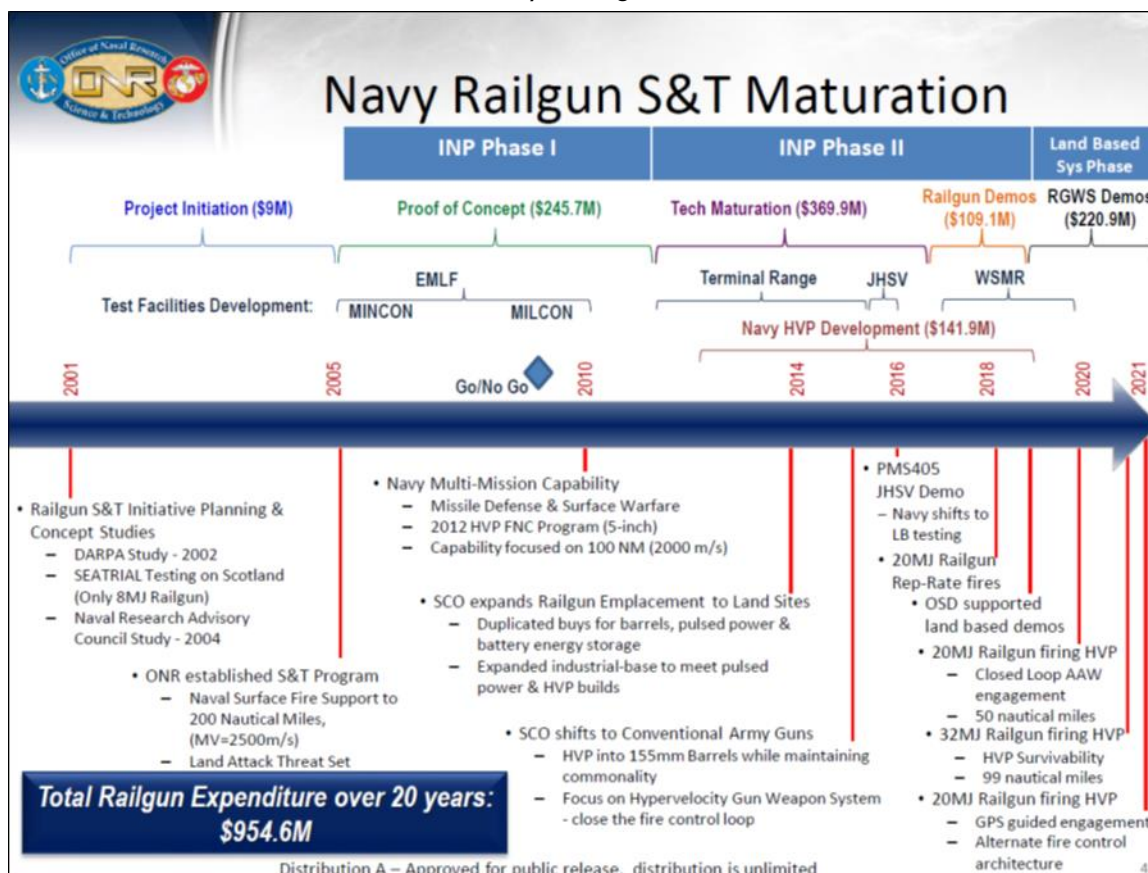 Office of Naval Research
ONR
Science & Technology
Navy Railgun S&T Maturation
INP Phase I
INP Phase II
Land Based
Sys Phase
Project Initiation ($9M)
Proof of Concept ($245.7M)
Tech Maturation ($369.9M)
Railgun Demos
($109.1M)
RGWS Demos
($220.9M)
Test Facilities Development:
EMLF
MINCON
MILCON
Terminal Range
JHSV
WSMR
Navy HVP Development ($141.9M)
Go/No Go
2001
2005
2010
2014
2016
2018
2020
2021
• Railgun S&T Initiative Planning &
Concept Studies
– DARPA Study - 2002
– SEATRIAL Testing on Scotland
(Only 8MJ Railgun)
– Naval Research Advisory
Council Study - 2004
• ONR established S&T Program
– Naval Surface Fire Support to
200 Nautical Miles,
(MV=2500m/s)
– Land Attack Threat Set
• Navy Multi-Mission Capability
– Missile Defense & Surface Warfare
– 2012 HVP FNC Program (5-inch)
– Capability focused on 100 NM (2000 m/s)
• SCO expands Railgun Emplacement to Land Sites
– Duplicated buys for barrels, pulsed power &
battery energy storage
– Expanded industrial-base to meet pulsed
power & HVP builds
• SCO shifts to Conventional Army Guns
– HVP into 155mm Barrels while maintaining
commonality
– Focus on Hypervelocity Gun Weapon System
- close the fire control loop
• PMS405
JHSV Demo
– Navy shifts to
LB testing
• 20MJ Railgun
Rep-Rate fires
• OSD supported
land based demos
• 20MJ Railgun firing HVP
– Closed Loop AAW
engagement
– 50 nautical miles
• 32MJ Railgun firing HVP
– HVP Survivability
– 99 nautical miles
• 20MJ Railgun firing HVP
– GPS guided engagement
– Alternate fire control
architecture
Total Railgun Expenditure over 20 years:
$954.6M
Distribution A – Approved for public release, distribution is unlimited
4